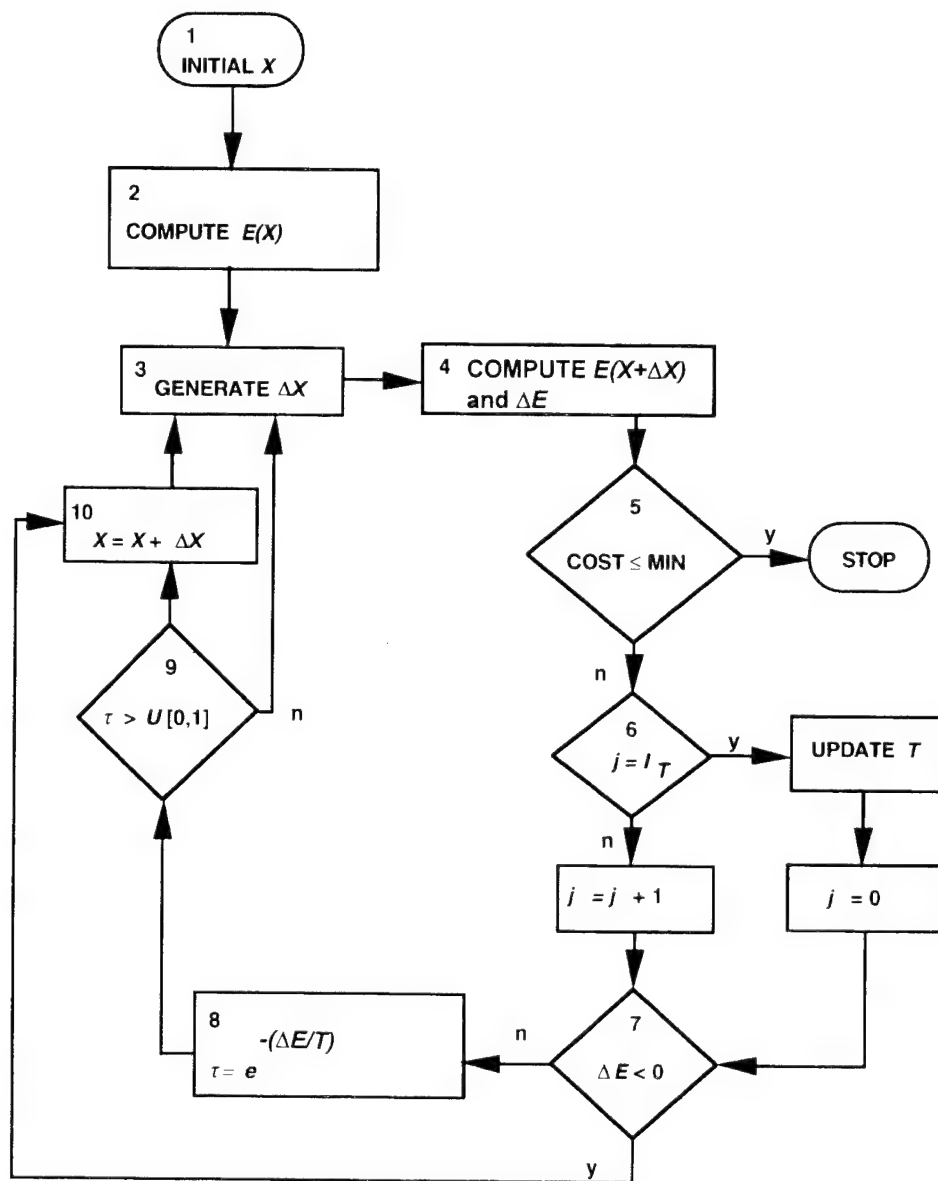 1
INITIAL X
2
COMPUTE E(X)
3
GENERATE ΔX
4 COMPUTE E(X+ΔX)
and ΔE
5
COST ≤ MIN
y
STOP
n
6
j = I T
y
UPDATE T
n
j = j + 1
j = 0
7
ΔE < 0
n
y
8
-(ΔE/T)
τ = e
9
τ > U [0,1]
n
10
X = X + ΔX